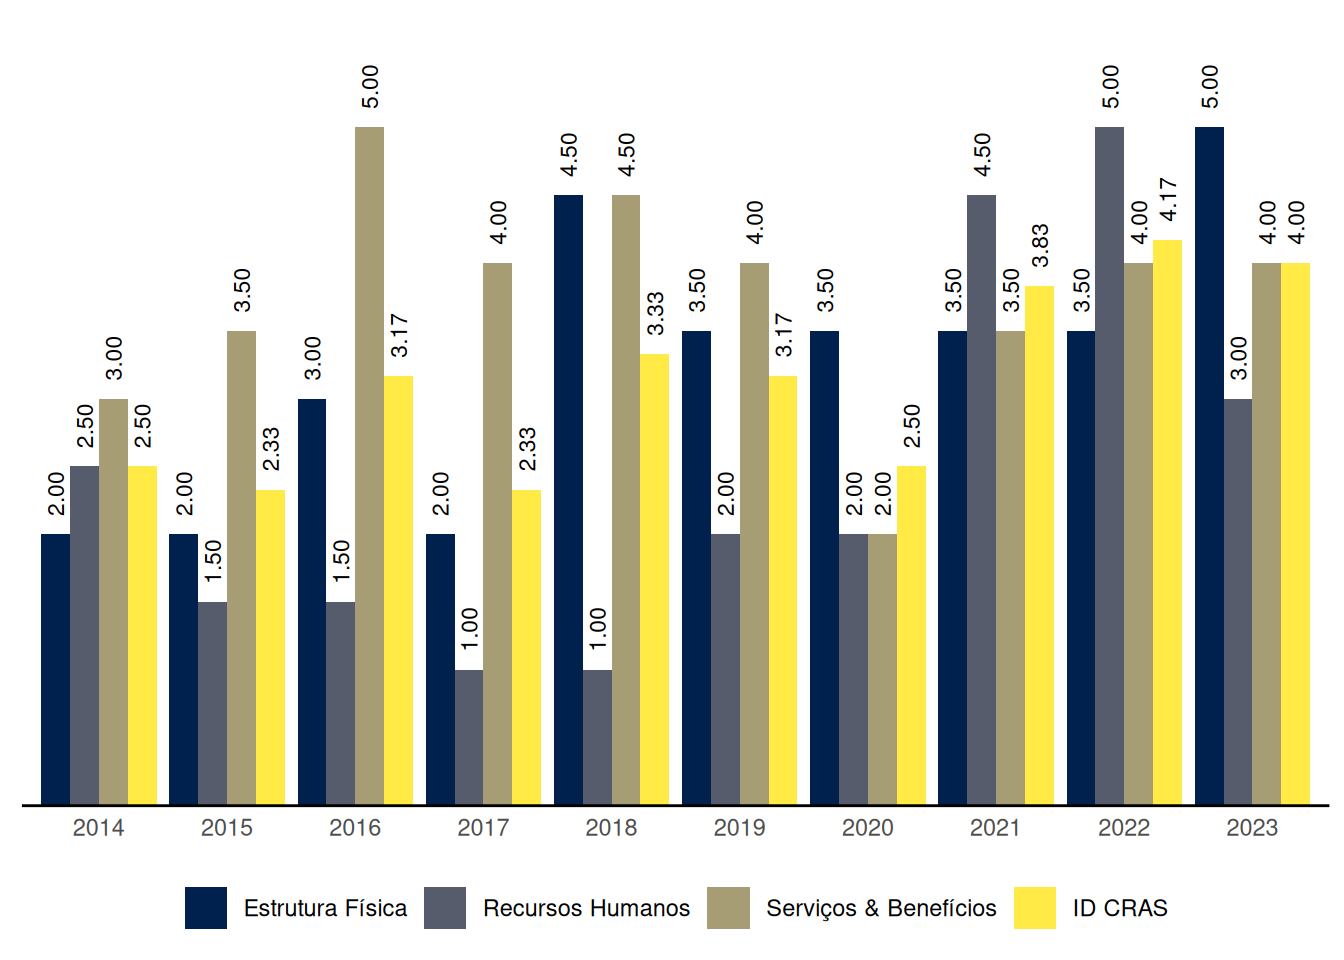 2.00 2.50 3.00 2.50
2.00 1.50 3.50 2.33
3.00 1.50 5.00 3.17
2.00 1.00 4.00 2.33
4.50 1.00 4.50 3.33
3.50 2.00 4.00 3.17
3.50 2.00 2.00 2.50
3.50 4.50 3.50 3.83
3.50 5.00 4.00 4.17
5.00 3.00 4.00 4.00
2014 2015 2016 2017 2018 2019 2020 2021 2022 2023
Estrutura Física Recursos Humanos Serviços & Benefícios ID CRAS